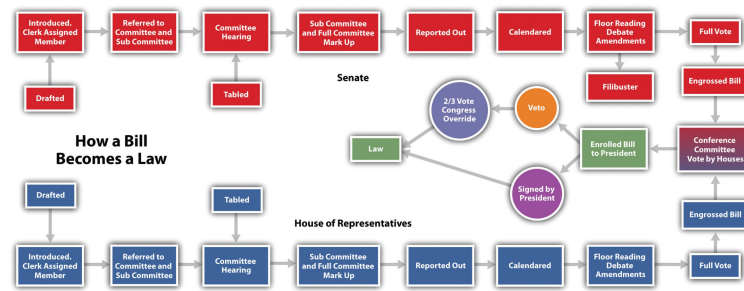 Introduced.
Clerk Assigned
Member
Referred to
Committee and
Sub Committee
Committee
Hearing
Sub Committee
and Full Committee
Mark Up
Reported Out
Calendared
Floor Reading
Debate
Amendments
Full Vote
Drafted
Tabled
Senate
Filibuster
Engrossed Bill
2/3 Vote
Congress
Override
Veto
How a Bill
Becomes a Law
Law
Enrolled Bill
to President
Conference
Committee
Vote by Houses
Signed by
President
Drafted
Tabled
House of Representatives
Engrossed Bill
Introduced.
Clerk Assigned
Member
Referred to
Committee and
Sub Committee
Committee
Hearing
Sub Committee
and Full Committee
Mark Up
Reported Out
Calendared
Floor Reading
Debate
Amendments
Full Vote